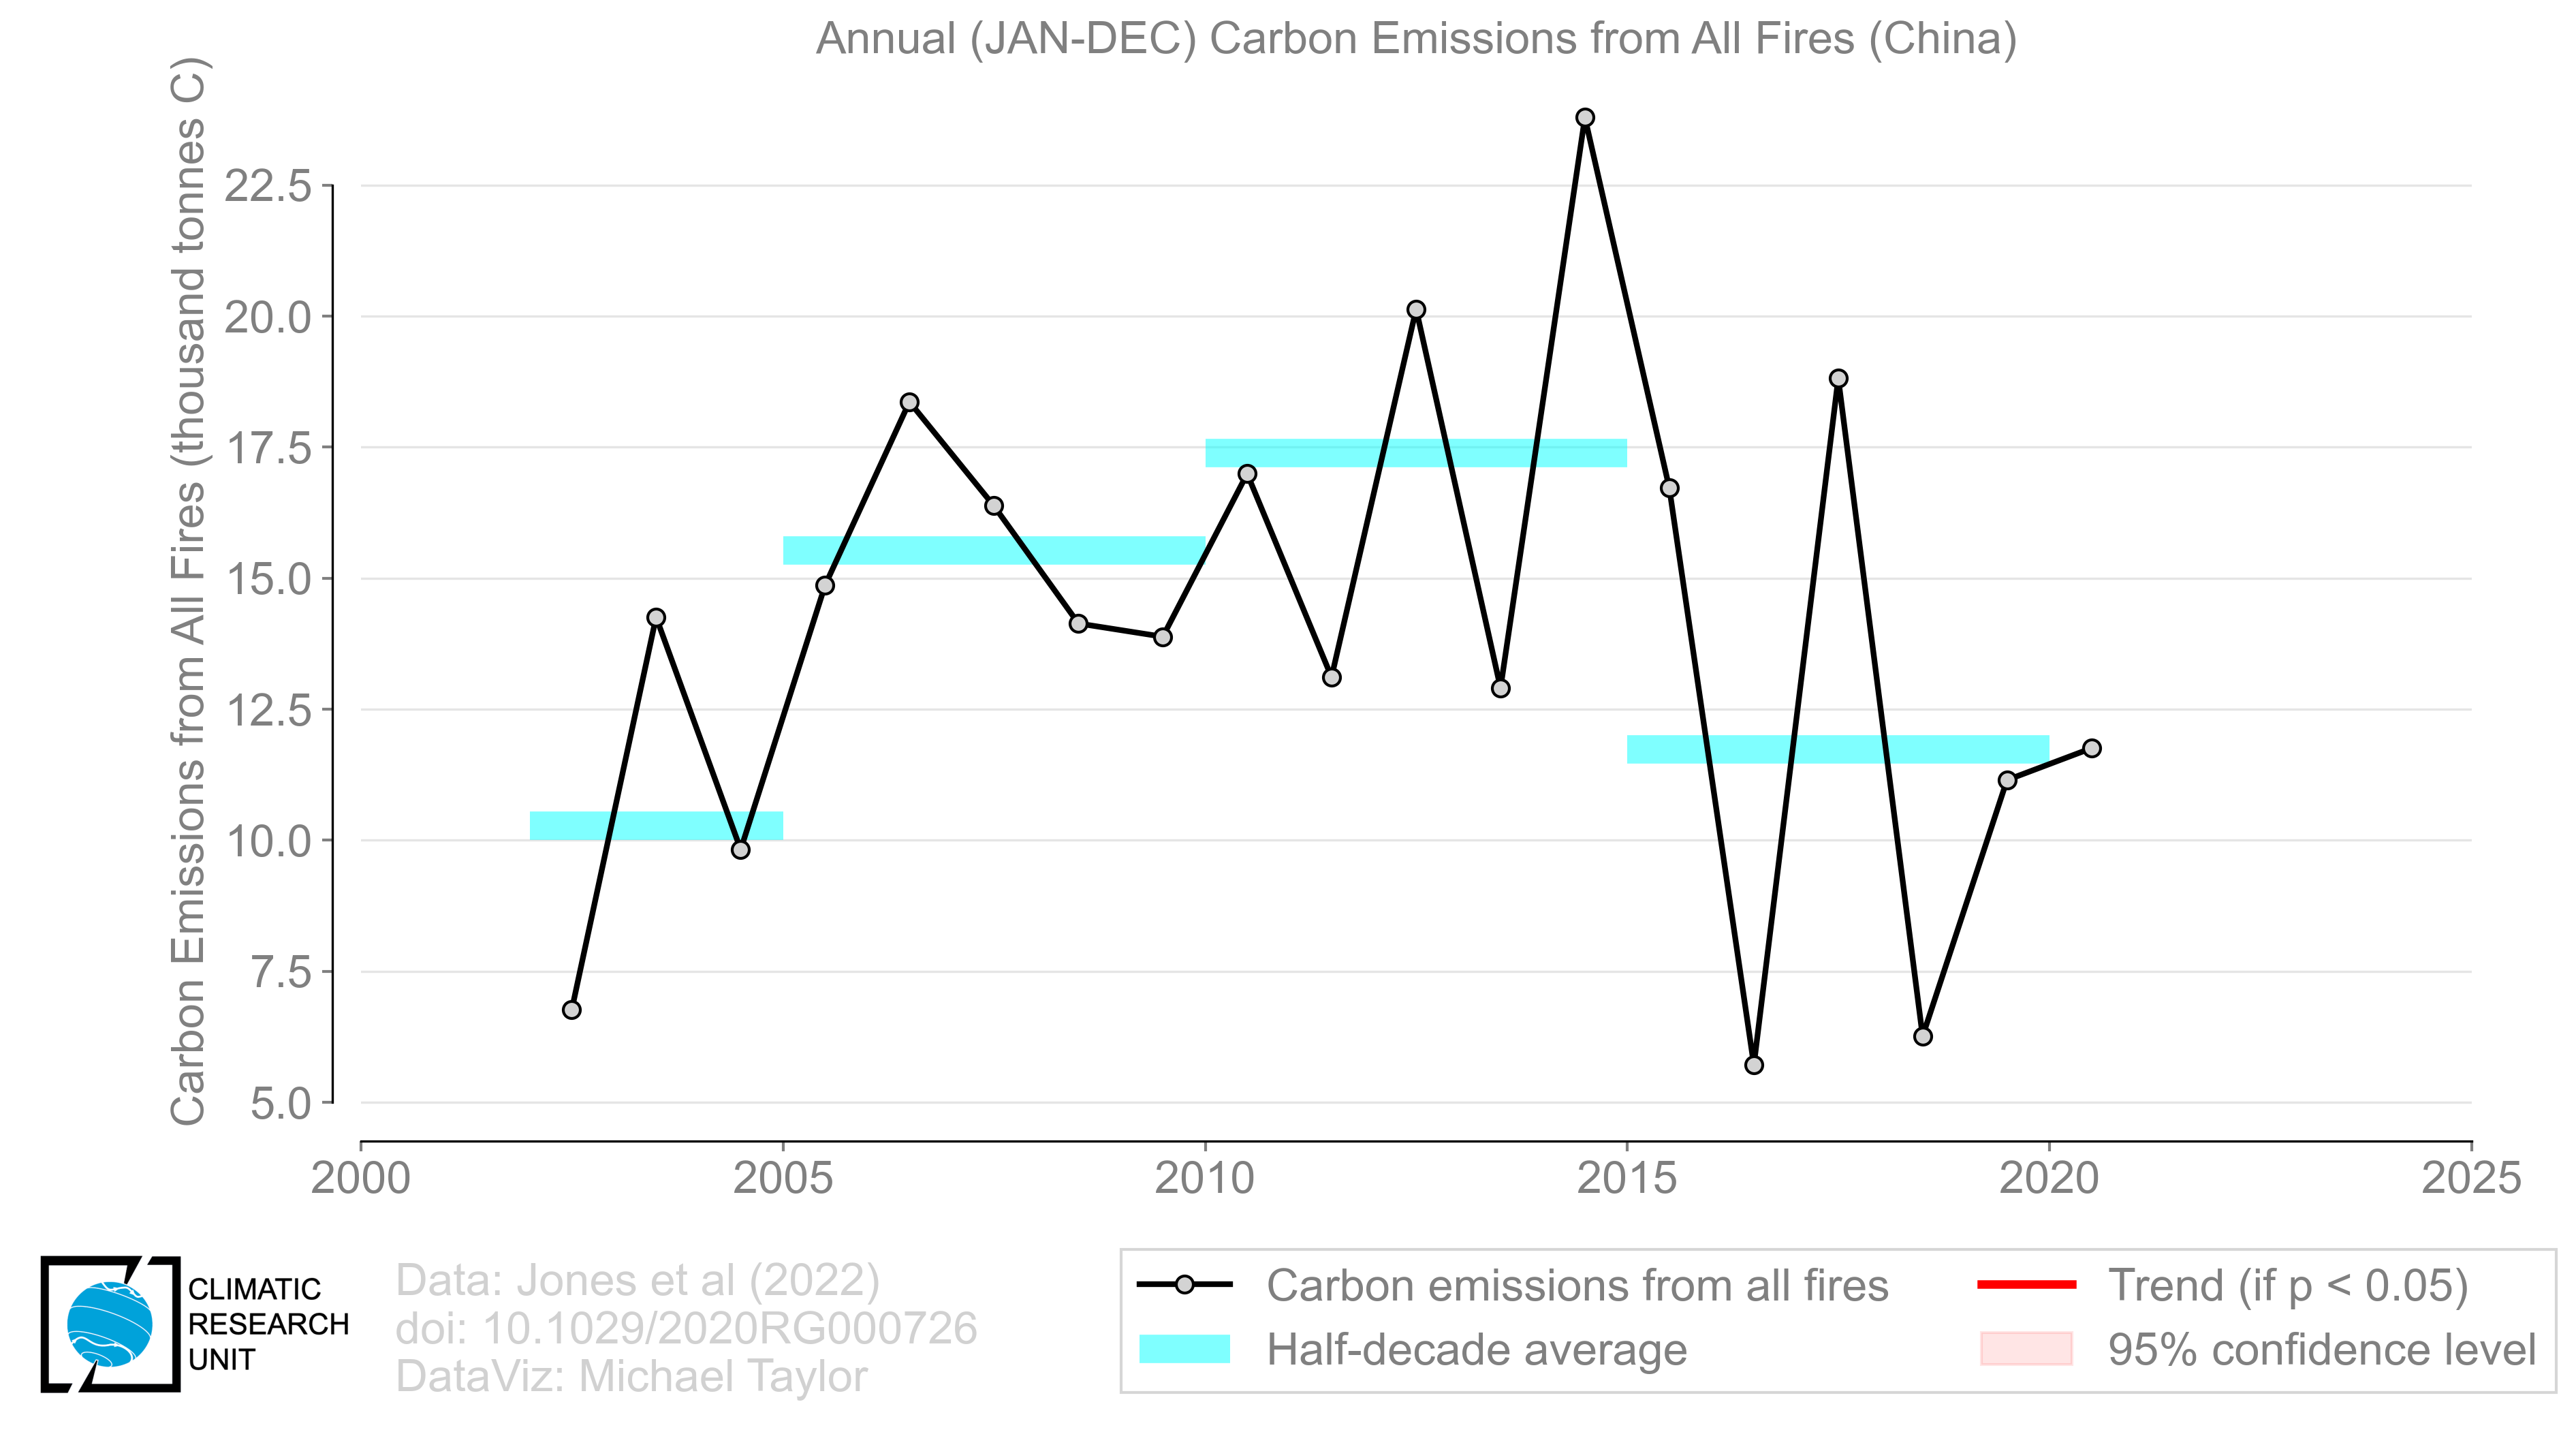 Annual (JAN-DEC) Carbon Emissions from All Fires (China)
Carbon Emissions from All Fires (thousand tonnes C)
22.5
20.0
17.5
15.0
12.5
10.0
7.5
5.0
2000 2005 2010 2015 2020 2025
CLIMATIC
RESEARCH
UNIT
Data: Jones et al (2022)
doi: 10.1029/2020RG000726
DataViz: Michael Taylor
Carbon emissions from all fires
Half-decade average
Trend (if p < 0.05)
95% confidence level